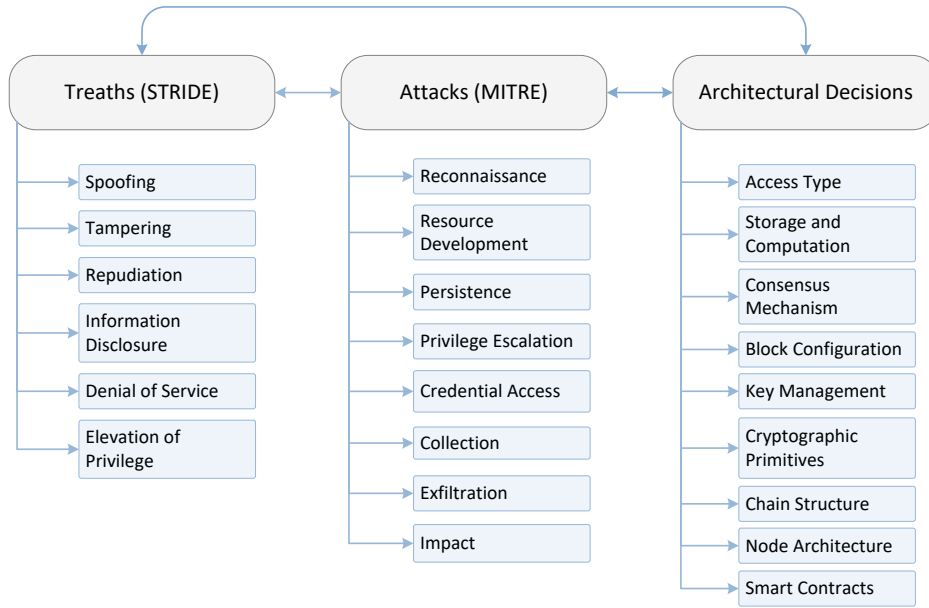 Treaths (STRIDE)
Attacks (MITRE)
Architectural Decisions
Spoofing
Tampering
Repudiation
Information
Disclosure
Denial of Service
Elevation of
Privilege
Reconnaissance
Resource
Development
Persistence
Privilege Escalation
Credential Access
Collection
Exfiltration
Impact
Access Type
Storage and
Computation
Consensus
Mechanism
Block Configuration
Key Management
Cryptographic
Primitives
Chain Structure
Node Architecture
Smart Contracts